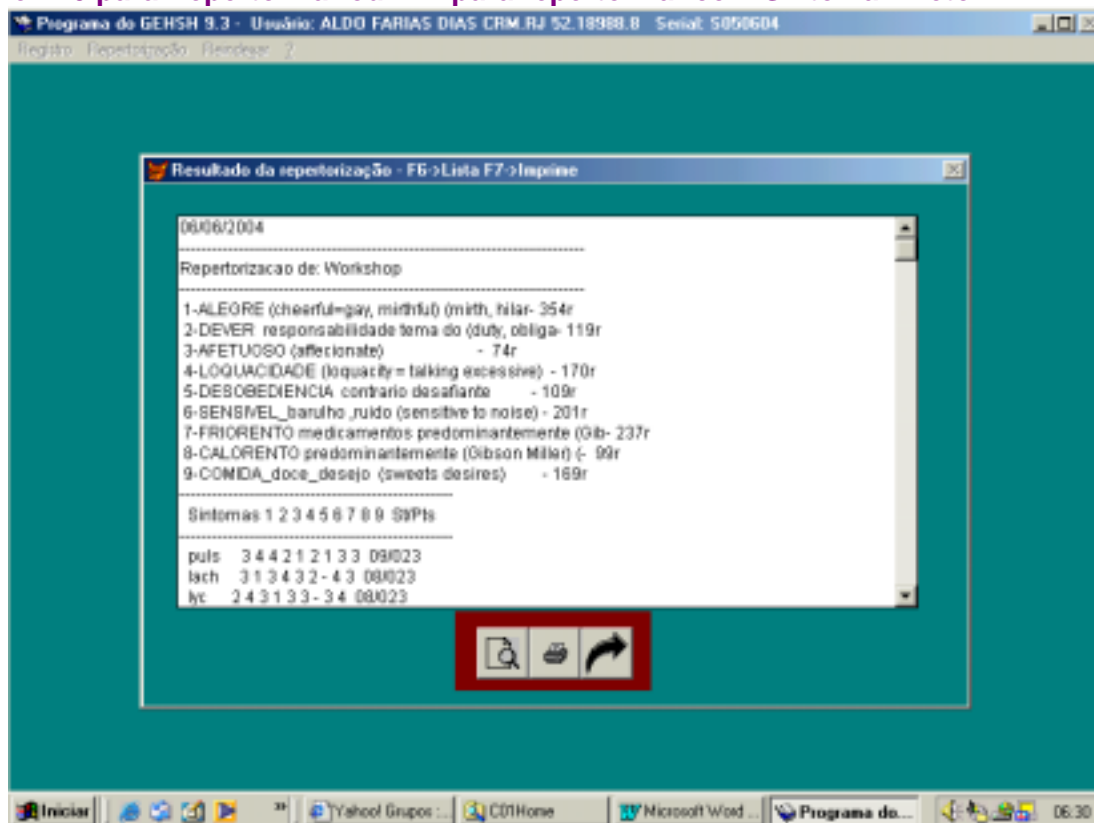 Programa do GEHSH 9.3 - Usuário: ALDO FARIAS DIAS CRM.RJ 52.18988.8 Serial: S050604
Registro Repertorização Reindexar ?
Resultado da repertorização - F6->Lista F7->Imprime
06/06/2004
Repertorizacao de: Workshop
1-ALEGRE (cheerful=gay, mirthful) (mirth, hilar- 354r
2-DEVER responsabilidade tema do (duty, obliga- 119r
3-AFETUOSO (affecionate) - 74r
4-LOQUACIDADE (loquacity = talking excessive) - 170r
5-DESOBEDIENCIA contrario desafiante - 109r
6-SENSIVEL_barulho ,ruido (sensitive to noise) - 201r
7-FRIORENTO medicamentos predominantemente (Gib- 237r
8-CALORENTO predominantemente (Gibson Miller) (- 99r
9-COMIDA_doce_desejo (sweets desires) - 169r
Sintomas 1 2 3 4 5 6 7 8 9 St/Pts
puls 3 4 4 2 1 2 1 3 3 09/023
lach 3 1 3 4 3 2 - 4 3 08/023
lyc 2 4 3 1 3 3 - 3 4 08/023
Iniciar
Yahoo! Grupos :...
C01Home
Microsoft Word ...
Programa do...
06:30